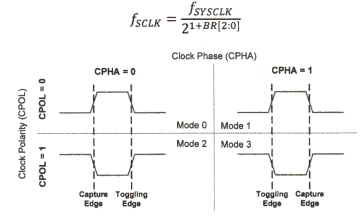 f_SCLK = f_SYSCLK / 2^{1+BR[2:0]}
Clock Phase (CPHA)
CPHA = 0
CPHA = 1
Clock Polarity (CPOL)
CPOL = 0
Mode 0
Mode 1
CPOL = 1
Mode 2
Mode 3
Capture Edge
Toggling Edge
Toggling Edge
Capture Edge